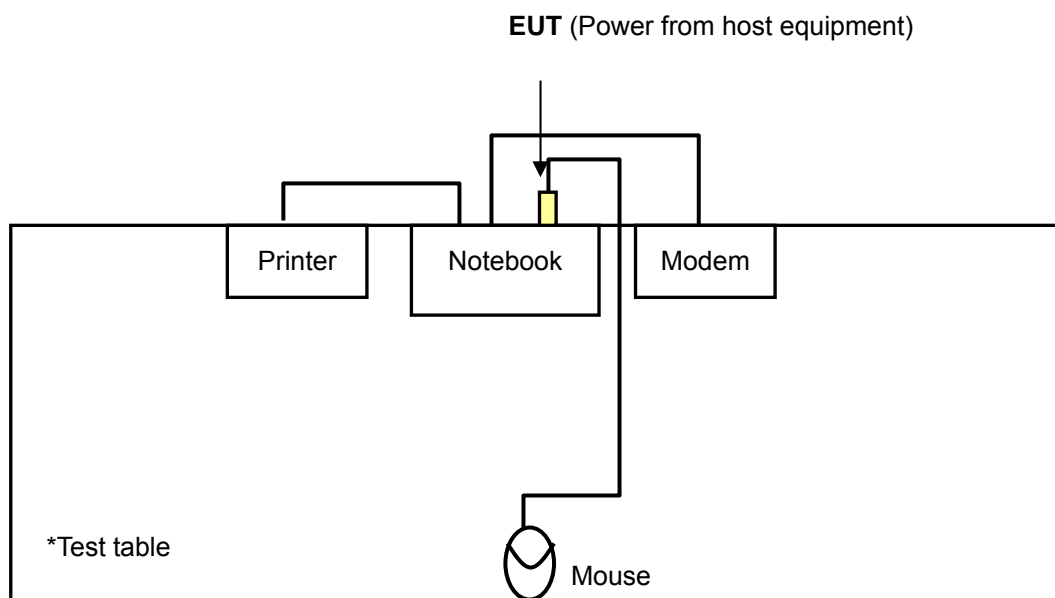 EUT (Power from host equipment)
Printer
Notebook
Modem
*Test table
Mouse